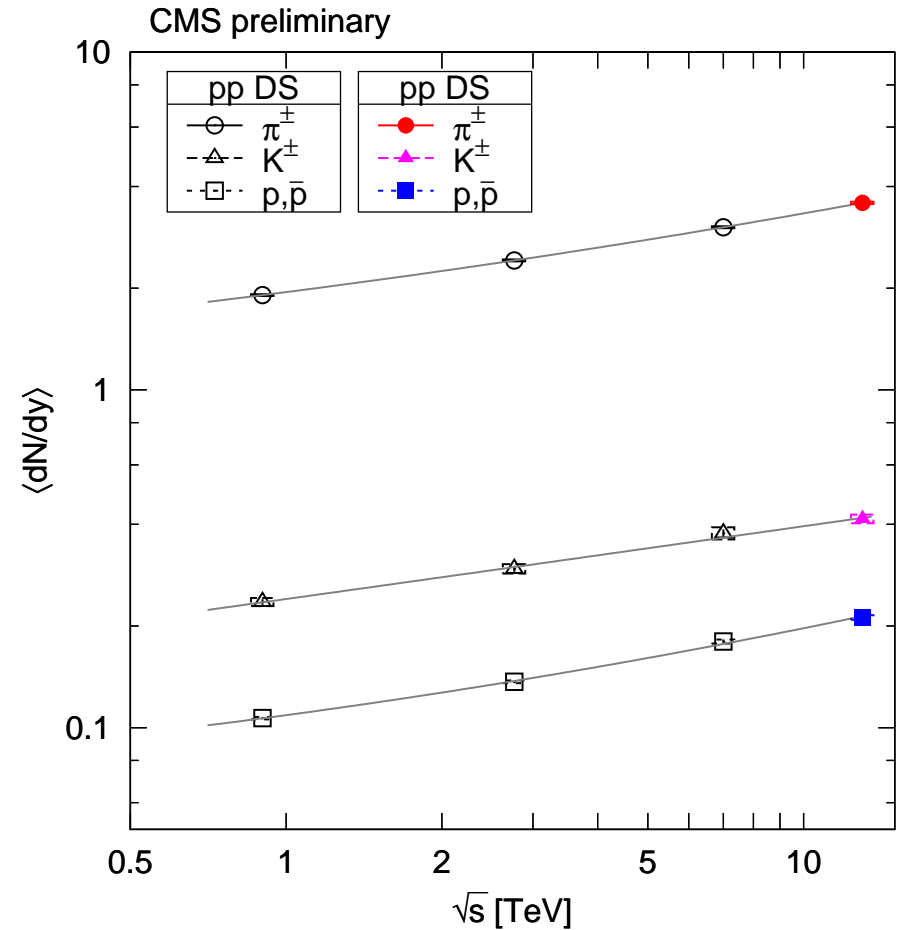 CMS preliminary
10
pp DS pp DS
π± π±
K± K±
p,p̄ p,p̄
1
⟨dN/dy⟩
0.1
0.5 1 2 5 10
√s [TeV]